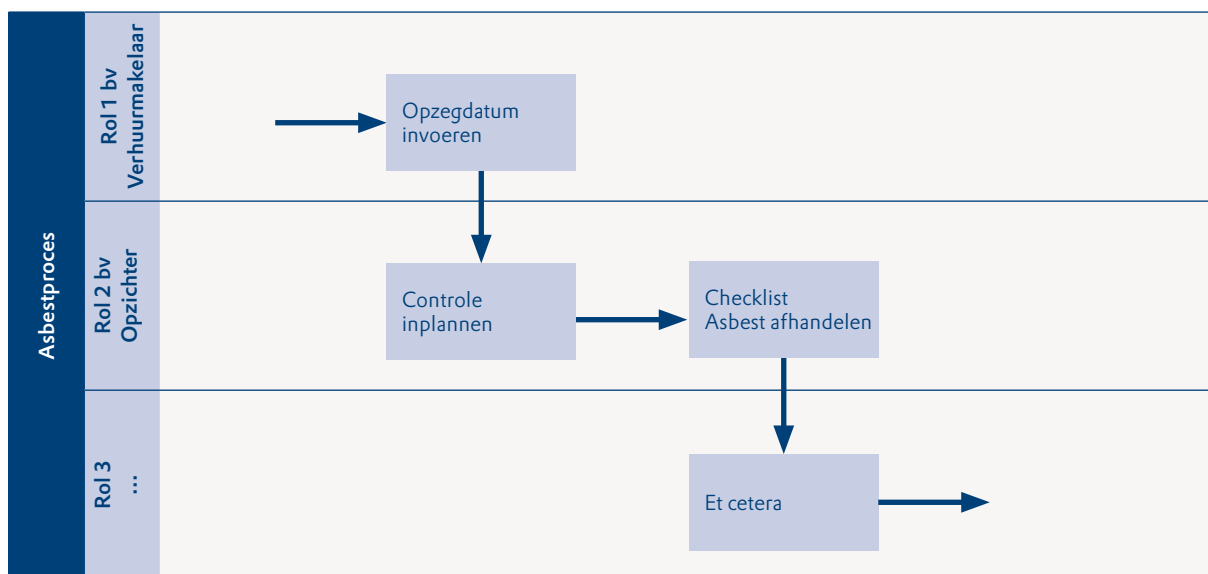 Asbestproces
Rol 1 bv
Verhuurmakelaar
Opzegdatum
invoeren
Rol 2 bv
Opzichter
Controle
inplannen
Checklist
Asbest afhandelen
Rol 3
...
Et cetera